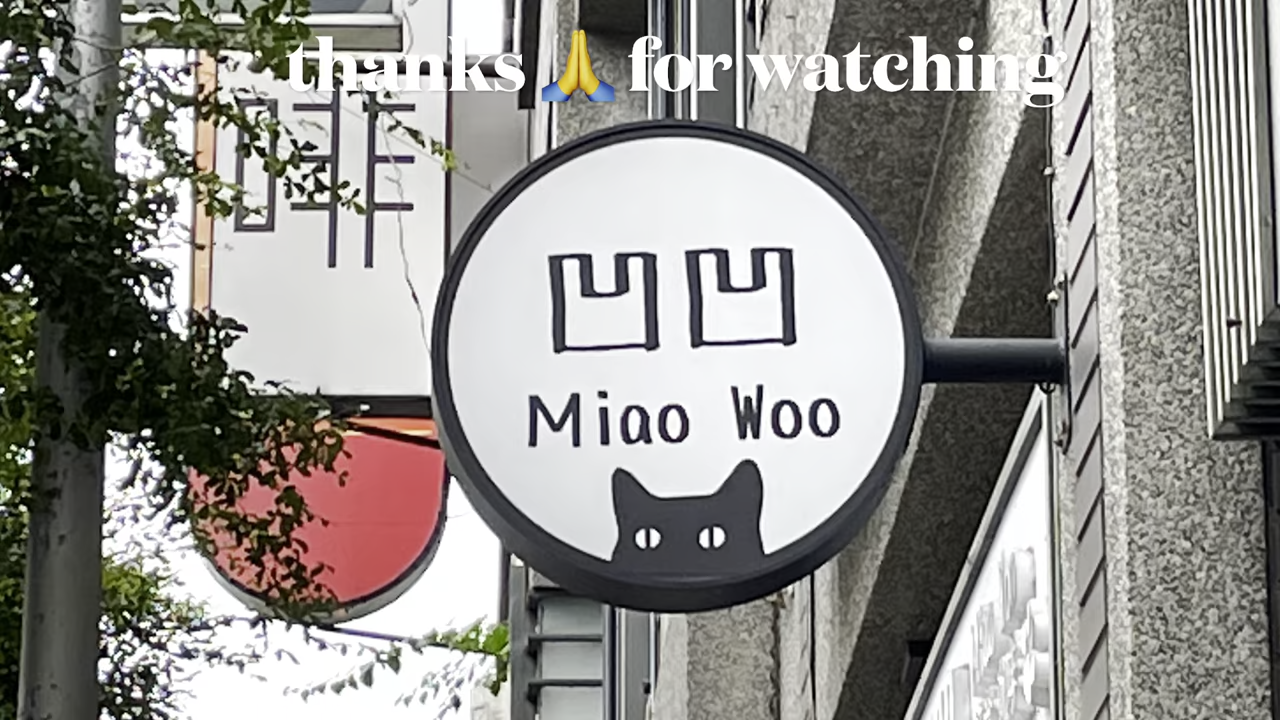 thanks 🙏 for watching
啡
凹凹
Miao Woo